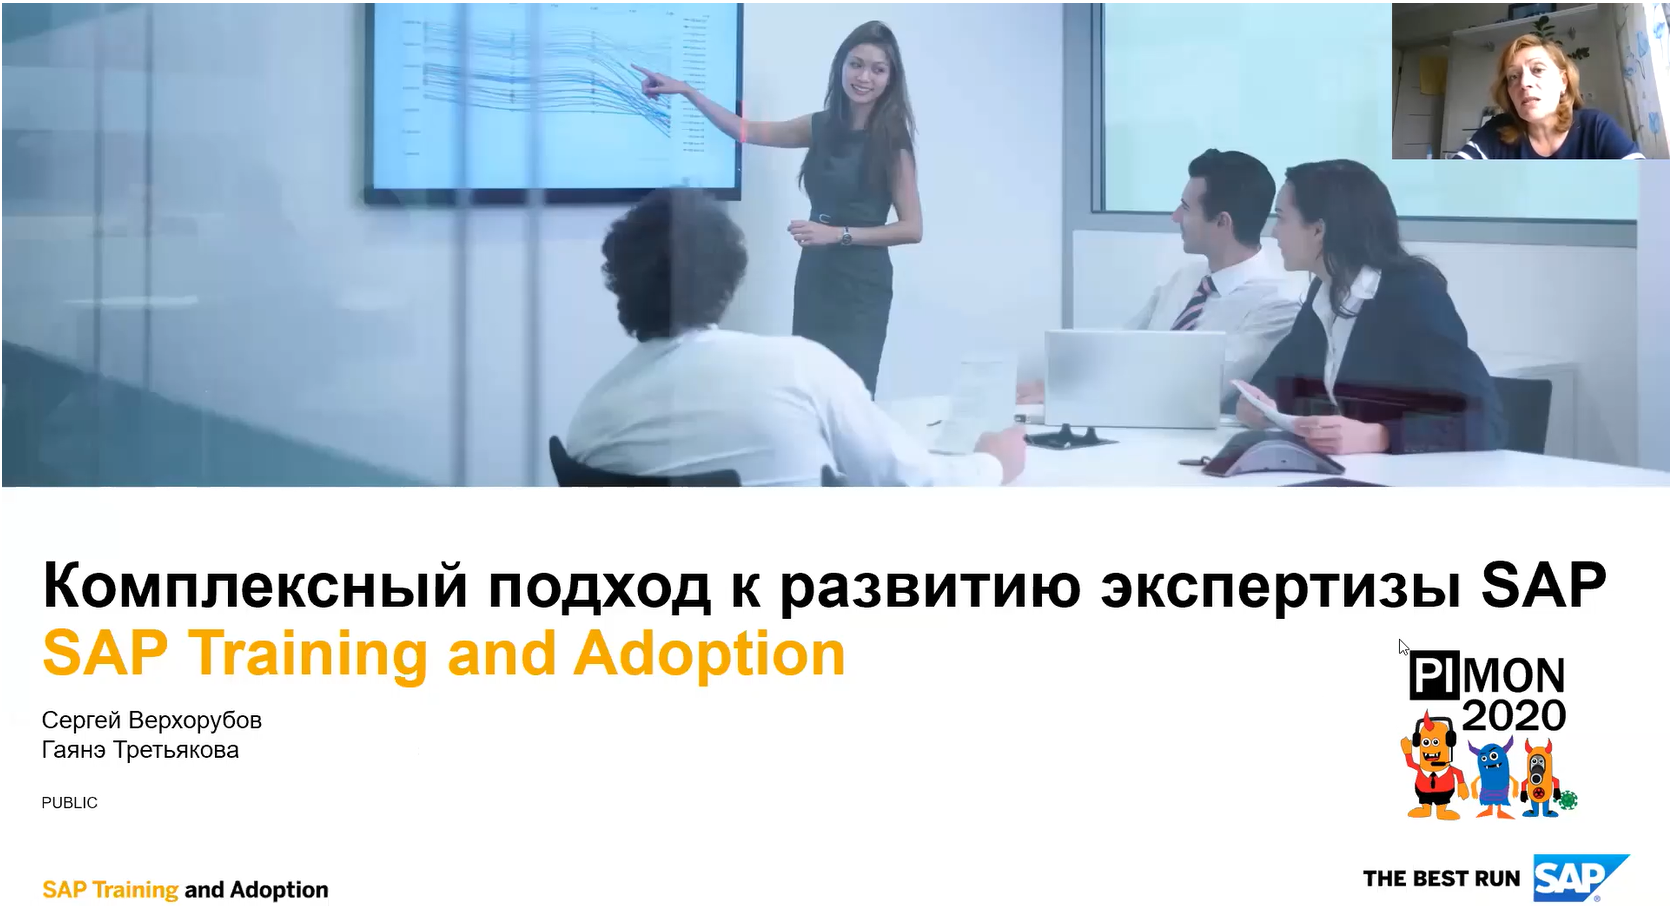 Комплексный подход к развитию экспертизы SAP
SAP Training and Adoption
Сергей Верхорубов
Гаянэ Третьякова
PUBLIC
PIMON
2020
SAP Training and Adoption
THE BEST RUN SAP®